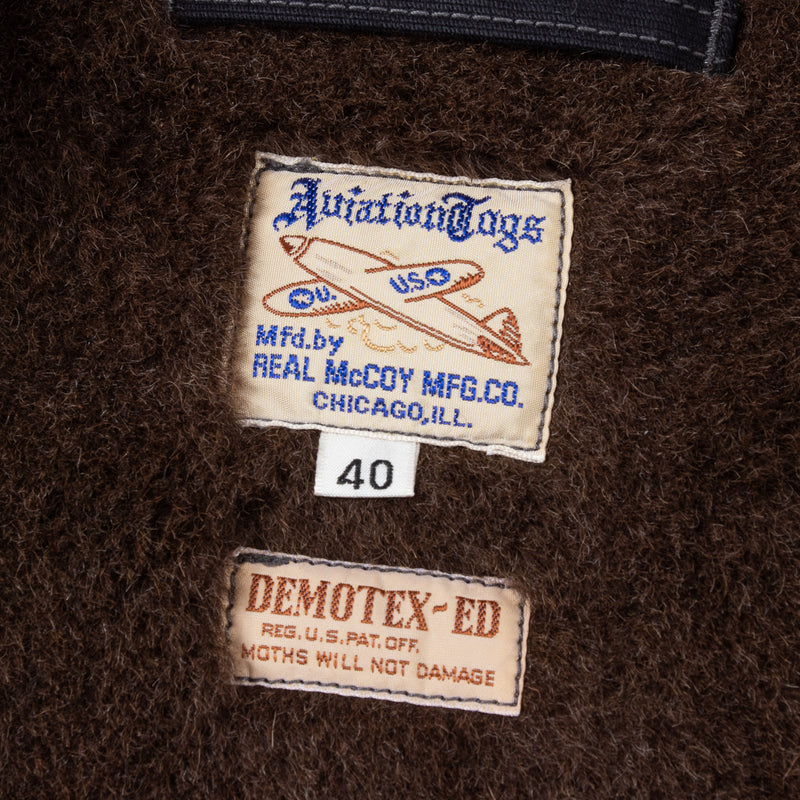 AviationTogs
U.
USO
Mfd.by
REAL McCOY MFG.CO.
CHICAGO,ILL.
40
DEMOTEX-ED
REG.U.S.PAT.OFF.
MOTHS WILL NOT DAMAGE